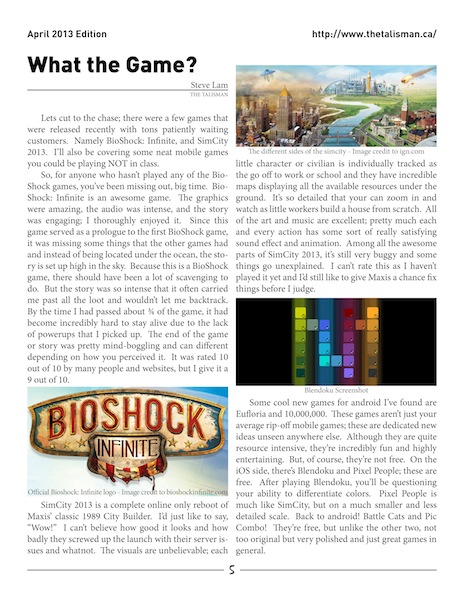 April 2013 Edition
http://www.thetalisman.ca/
What the Game?
Steve Lam
THE TALISMAN
Lets cut to the chase; there were a few games that
were released recently with tons patiently waiting
customers. Namely BioShock: Infinite, and SimCity
2013. I'll also be covering some neat mobile games
you could be playing NOT in class.
So, for anyone who hasn't played any of the Bio-
Shock games, you've been missing out, big time. Bio-
Shock: Infinite is an awesome game. The graphics
were amazing, the audio was intense, and the story
was engaging; I thoroughly enjoyed it. Since this
game served as a prologue to the first BioShock game,
it was missing some things that the other games had
and instead of being located under the ocean, the sto-
ry is set up high in the sky. Because this is a BioShock
game, there should have been a lot of scavenging to
do. But the story was so intense that it often carried
me past all the loot and wouldn't let me backtrack.
By the time I had passed about ¾ of the game, it had
become incredibly hard to stay alive due to the lack
of powerups that I picked up. The end of the game
or story was pretty mind-boggling and can different
depending on how you perceived it. It was rated 10
out of 10 by many people and websites, but I give it a
9 out of 10.
BIOSHOCK
INFINITE
Official Bioshock: Infinite logo - Image credit to bioshockinfinite.com
SimCity 2013 is a complete online only reboot of
Maxis' classic 1989 City Builder. I'd just like to say,
"Wow!" I can't believe how good it looks and how
badly they screwed up the launch with their server is-
sues and whatnot. The visuals are unbelievable; each
The different sides of the simcity - Image credit to ign.com
little character or civilian is individually tracked as
the go off to work or school and they have incredible
maps displaying all the available resources under the
ground. It's so detailed that your can zoom in and
watch as little workers build a house from scratch. All
of the art and music are excellent; pretty much each
and every action has some sort of really satisfying
sound effect and animation. Among all the awesome
parts of SimCity 2013, it's still very buggy and some
things go unexplained. I can't rate this as I haven't
played it yet and I'd still like to give Maxis a chance fix
things before I judge.
Blendoku Screenshot
Some cool new games for android I've found are
Eufloria and 10,000,000. These games aren't just your
average rip-off mobile games; these are dedicated new
ideas unseen anywhere else. Although they are quite
resource intensive, they're incredibly fun and highly
entertaining. But, of course, they're not free. On the
iOS side, there's Blendoku and Pixel People; these are
free. After playing Blendoku, you'll be questioning
your ability to differentiate colors. Pixel People is
much like SimCity, but on a much smaller and less
detailed scale. Back to android! Battle Cats and Pic
Combo! They're free, but unlike the other two, not
too original but very polished and just great games in
general.
5